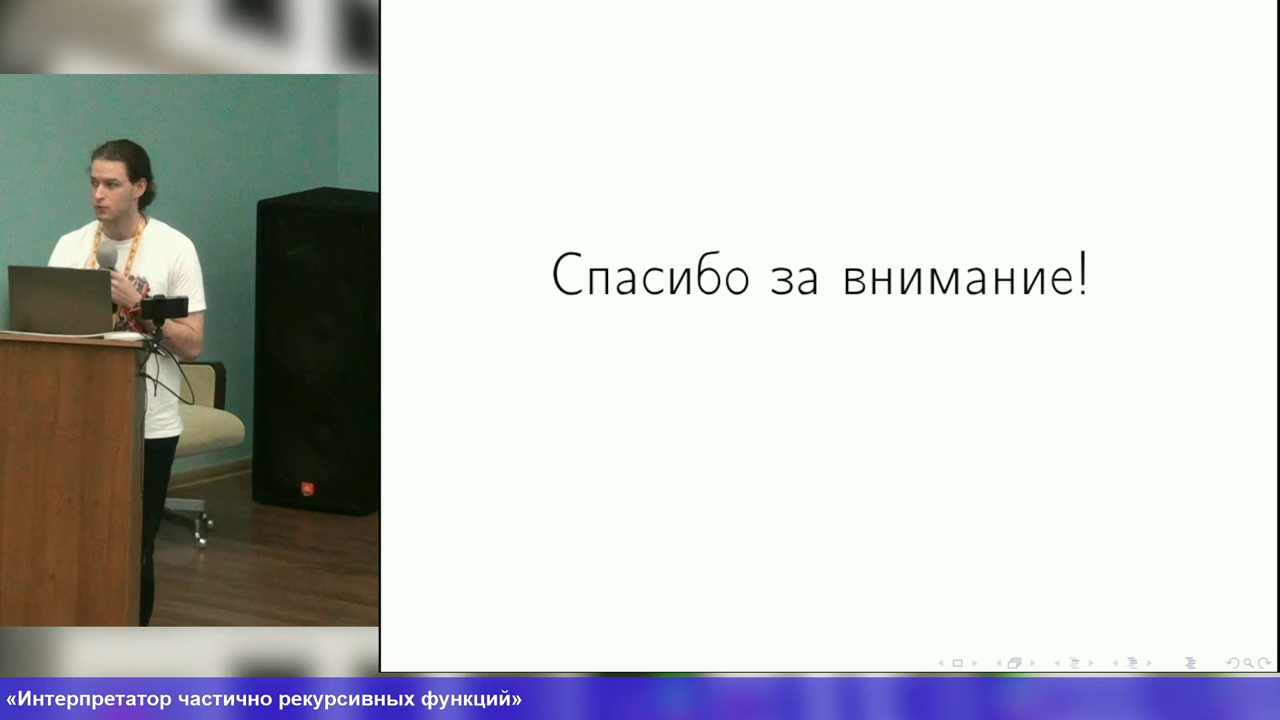 Спасибо за внимание!
«Интерпретатор частично рекурсивных функций»